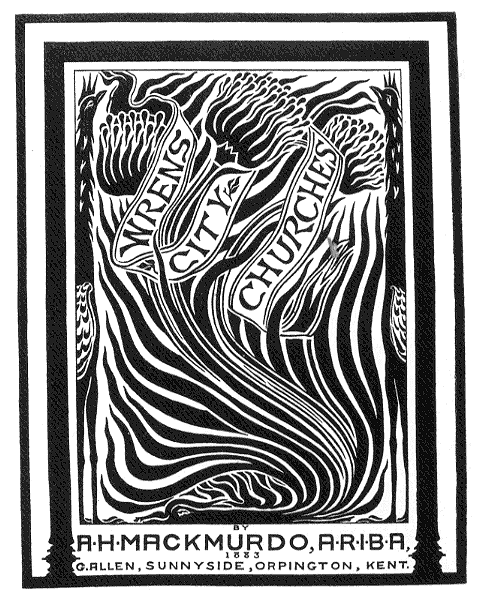 WRENS
CITY
CHURCHES
BY
A·H·MACKMURDO, A·R·I·B·A,
1883
G.ALLEN, SUNNYSIDE, ORPINGTON, KENT.